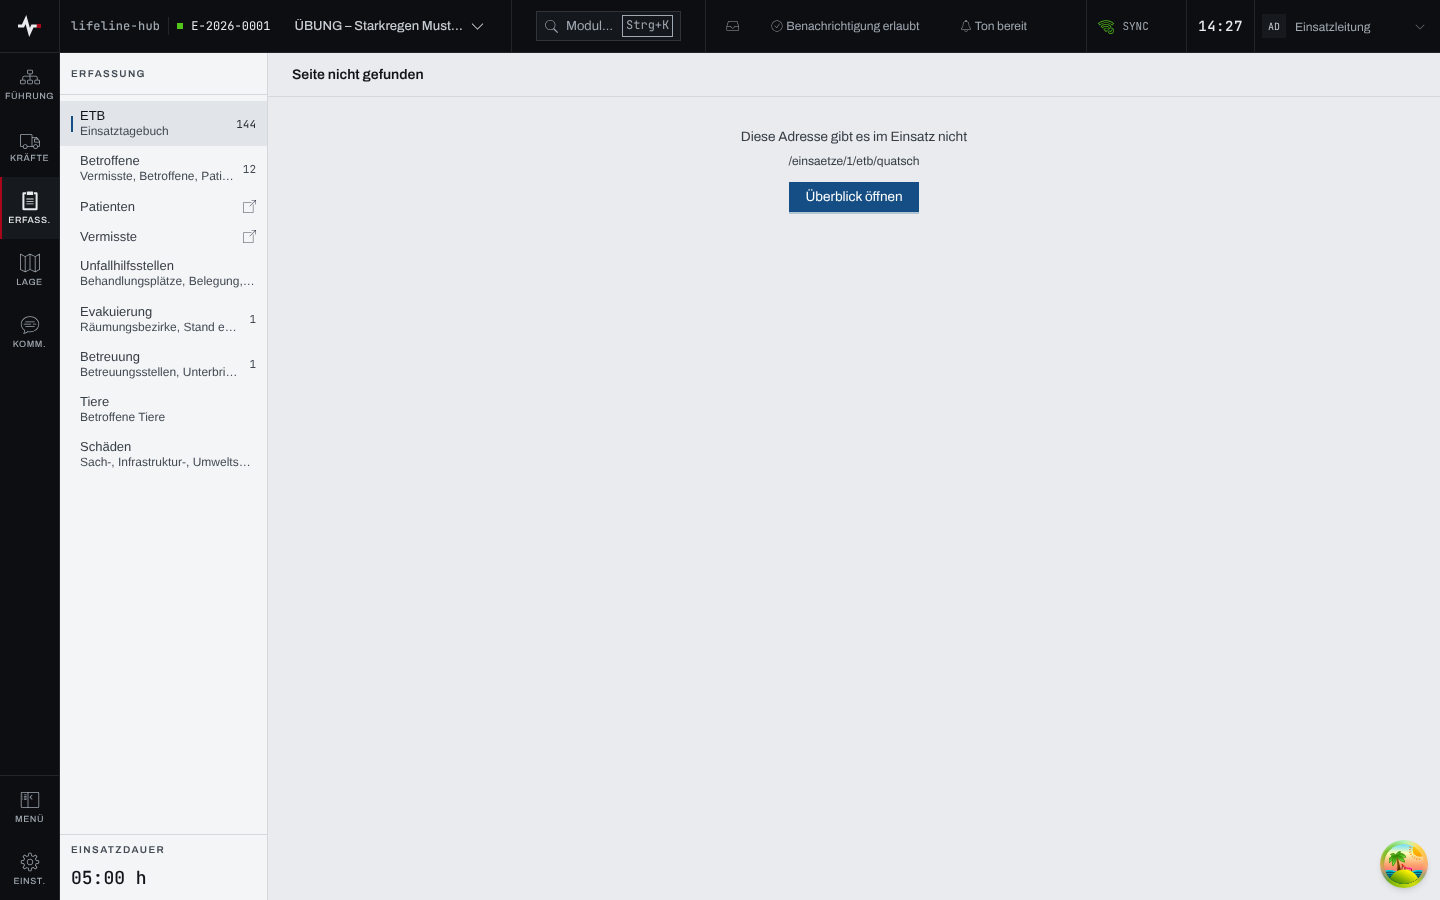 lifeline-hub
E-2026-0001
ÜBUNG – Starkregen Must…
Modul…
Strg+K
Benachrichtigung erlaubt
Ton bereit
SYNC
14:27
AD
Einsatzleitung
FÜHRUNG
KRÄFTE
ERFASS.
LAGE
KOMM.
MENÜ
EINST.
ERFASSUNG
ETB
Einsatztagebuch
144
Betroffene
Vermisste, Betroffene, Pati…
12
Patienten
Vermisste
Unfallhilfsstellen
Behandlungsplätze, Belegung,…
Evakuierung
Räumungsbezirke, Stand e…
1
Betreuung
Betreuungsstellen, Unterbri…
1
Tiere
Betroffene Tiere
Schäden
Sach-, Infrastruktur-, Umwelts…
EINSATZDAUER
05:00 h
Seite nicht gefunden
Diese Adresse gibt es im Einsatz nicht
/einsaetze/1/etb/quatsch
Überblick öffnen